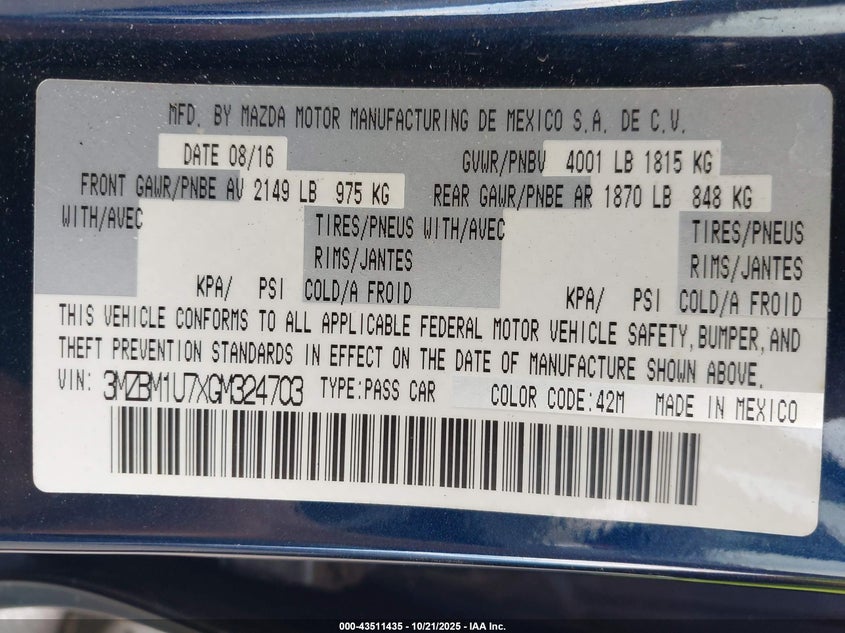 MFD. BY MAZDA MOTOR MANUFACTURING DE MEXICO S.A. DE C.V.
DATE 08/16 GVWR/PNBV 4001 LB 1815 KG
FRONT GAWR/PNBE AV 2149 LB 975 KG REAR GAWR/PNBE AR 1870 LB 848 KG
WITH/AVEC TIRES/PNEUS WITH/AVEC TIRES/PNEUS
RIMS/JANTES RIMS/JANTES
KPA/ PSI COLD/A FROID KPA/ PSI COLD/A FROID
THIS VEHICLE CONFORMS TO ALL APPLICABLE FEDERAL MOTOR VEHICLE SAFETY, BUMPER, AND
THEFT PREVENTION STANDARDS IN EFFECT ON THE DATE OF MANUFACTURE SHOWN ABOVE.
VIN: 3MZBM1U7XGM324703 TYPE:PASS CAR COLOR CODE:42M MADE IN MEXICO
000-43511435 - 10/21/2025 - IAA Inc.